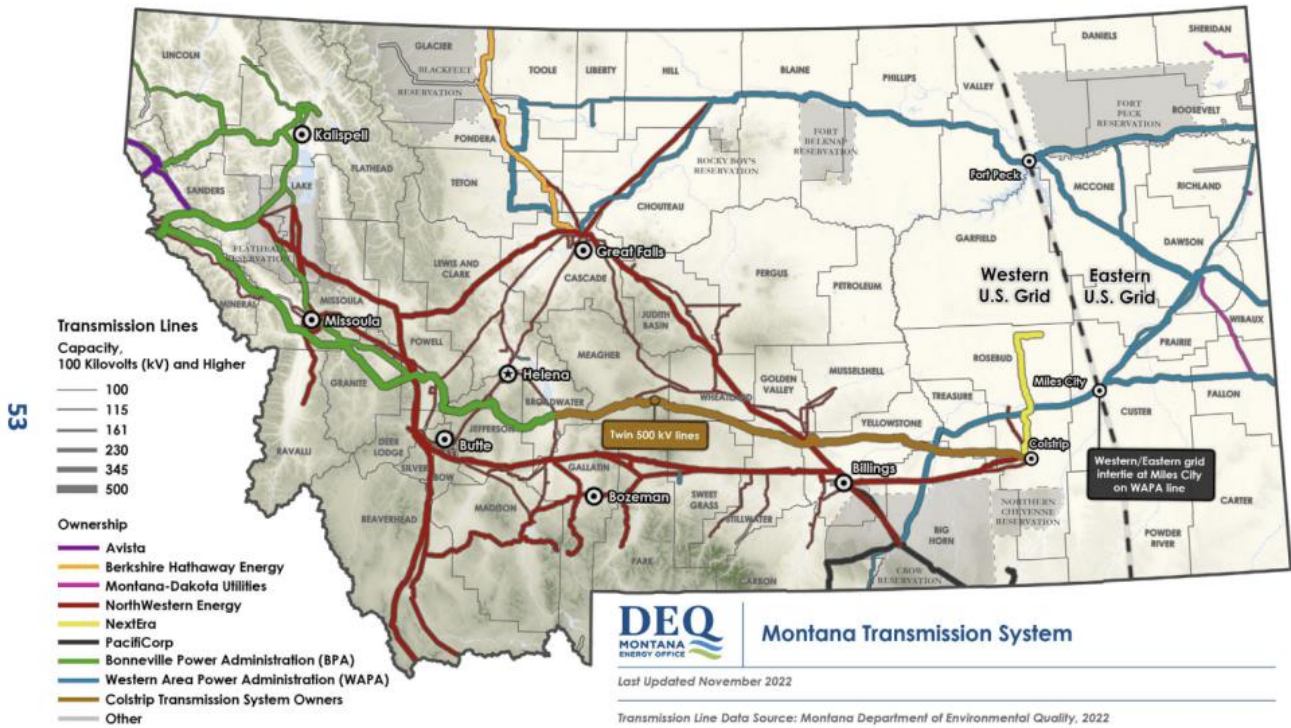 53
LINCOLN
GLACIER
BLACKFEET
RESERVATION
TOOLE
LIBERTY
HILL
BLAINE
PHILLIPS
VALLEY
DANIELS
SHERIDAN
FORT
PECK
RESERVATION
ROOSEVELT
Kalispell
PONDERA
FLATHEAD
ROCKY BOY'S
RESERVATION
FORT
BELKNAP
RESERVATION
Fort Peck
SANDERS
LAKE
TETON
CHOUTEAU
MCCONE
RICHLAND
FLATHEAD
RESERVATION
LEWIS AND
CLARK
Great Falls
CASCADE
FERGUS
PETROLEUM
GARFIELD
DAWSON
Western
U.S. Grid
Eastern
U.S. Grid
MINERAL
MISSOULA
Missoula
POWELL
JUDITH
BASIN
WIBAUX
PRAIRIE
GRANITE
Helena
MEAGHER
BROADWATER
WHEATLAND
GOLDEN
VALLEY
MUSSELSHELL
ROSEBUD
TREASURE
Miles City
CUSTER
FALLON
Twin 500 kV lines
JEFFERSON
RAVALLI
DEER
LODGE
Butte
SILVER
BOW
YELLOWSTONE
Colstrip
Billings
Western/Eastern grid
intertie at Miles City
on WAPA line
GALLATIN
Bozeman
SWEET
GRASS
STILLWATER
MADISON
BEAVERHEAD
PARK
CARBON
BIG
HORN
CROW
RESERVATION
NORTHERN
CHEYENNE
RESERVATION
POWDER
RIVER
CARTER
Transmission Lines
Capacity,
100 Kilovolts (kV) and Higher
100
115
161
230
345
500
Ownership
Avista
Berkshire Hathaway Energy
Montana-Dakota Utilities
NorthWestern Energy
NextEra
PacifiCorp
Bonneville Power Administration (BPA)
Western Area Power Administration (WAPA)
Colstrip Transmission System Owners
Other
DEQ
MONTANA
ENERGY OFFICE
Montana Transmission System
Last Updated November 2022
Transmission Line Data Source: Montana Department of Environmental Quality, 2022